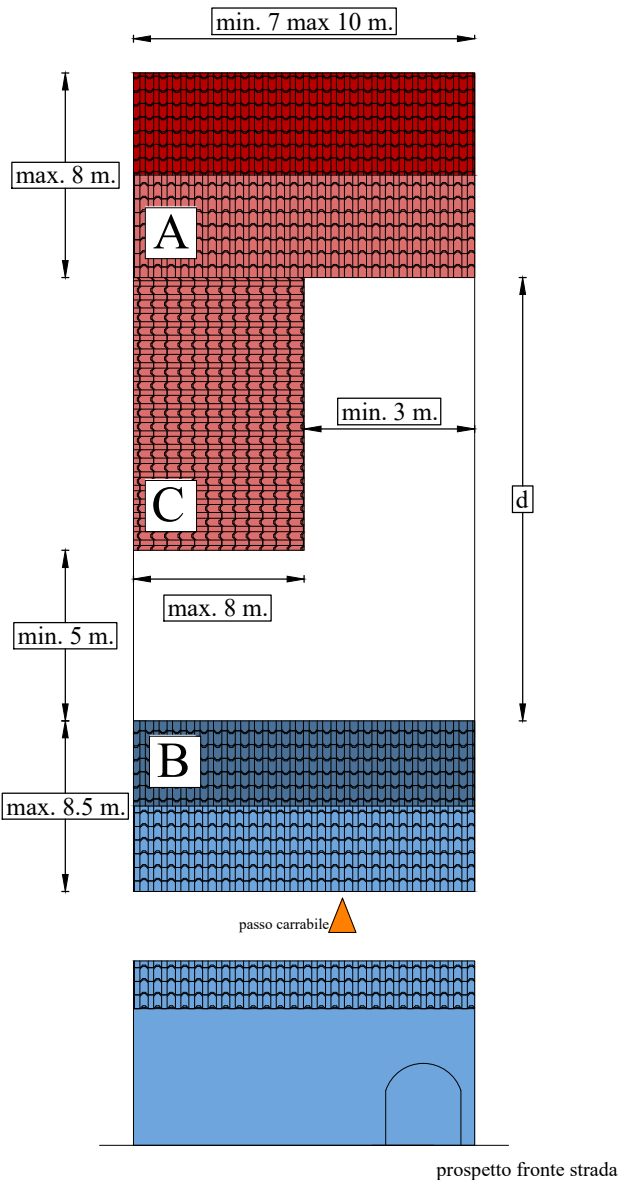 min. 7 max 10 m.
max. 8 m.
A
min. 3 m.
C
d
max. 8 m.
min. 5 m.
B
max. 8.5 m.
passo carrabile
prospetto fronte strada